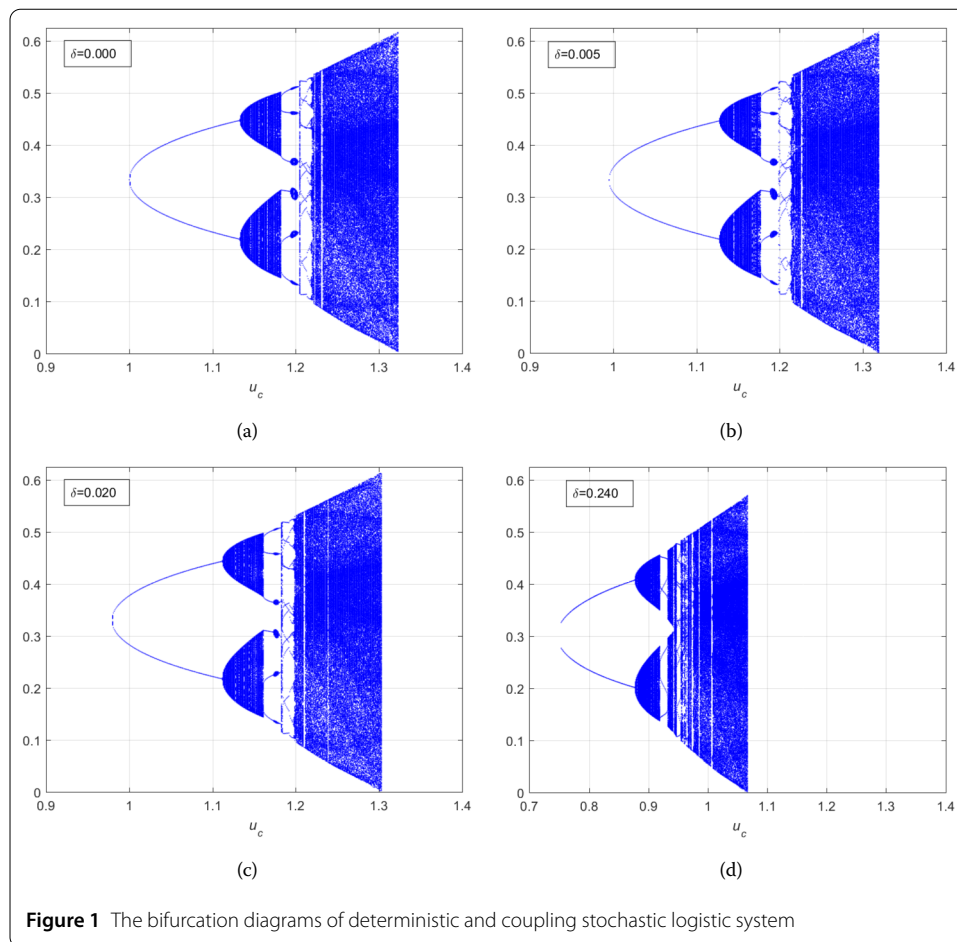 δ=0.000
0.6
0.5
0.4
0.3
0.2
0.1
0
0.9 1 1.1 1.2 1.3 1.4
u_c
(a)
δ=0.005
0.6
0.5
0.4
0.3
0.2
0.1
0
0.9 1 1.1 1.2 1.3 1.4
u_c
(b)
δ=0.020
0.6
0.5
0.4
0.3
0.2
0.1
0
0.9 1 1.1 1.2 1.3 1.4
u_c
(c)
δ=0.240
0.6
0.5
0.4
0.3
0.2
0.1
0
0.7 0.8 0.9 1 1.1 1.2 1.3 1.4
u_c
(d)
Figure 1 The bifurcation diagrams of deterministic and coupling stochastic logistic system